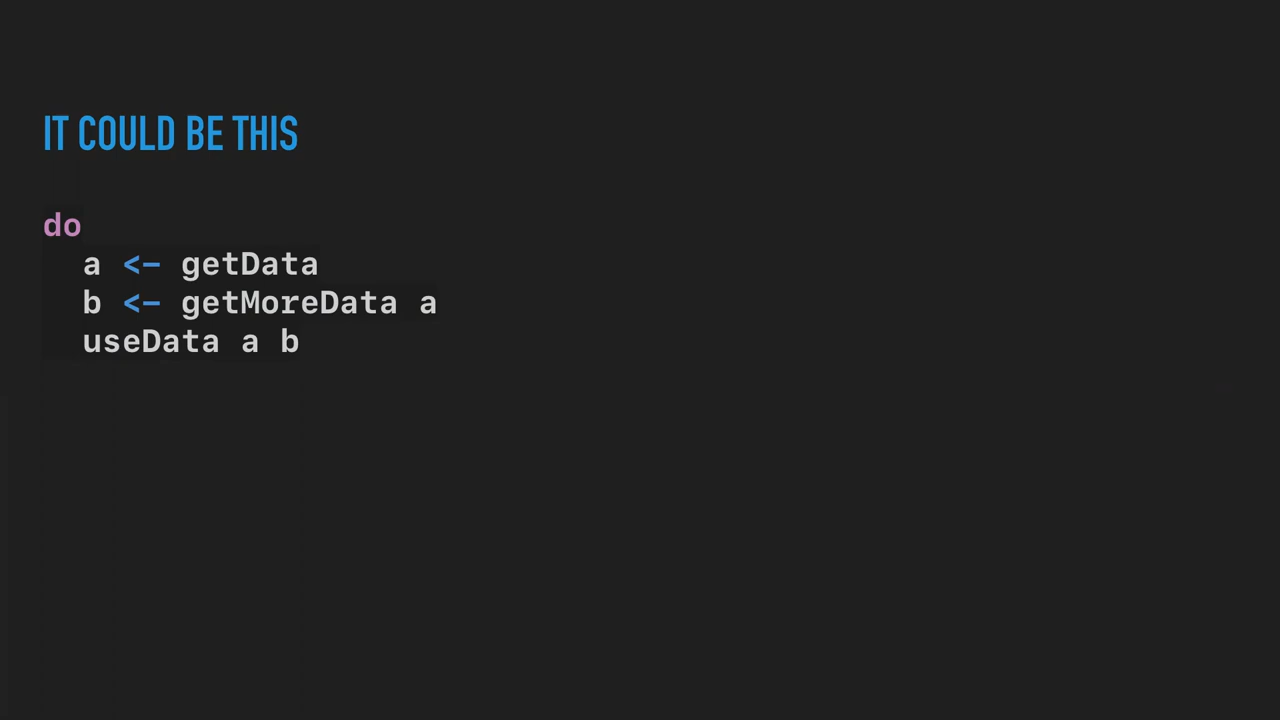 IT COULD BE THIS
do
  a <- getData
  b <- getMoreData a
  useData a b